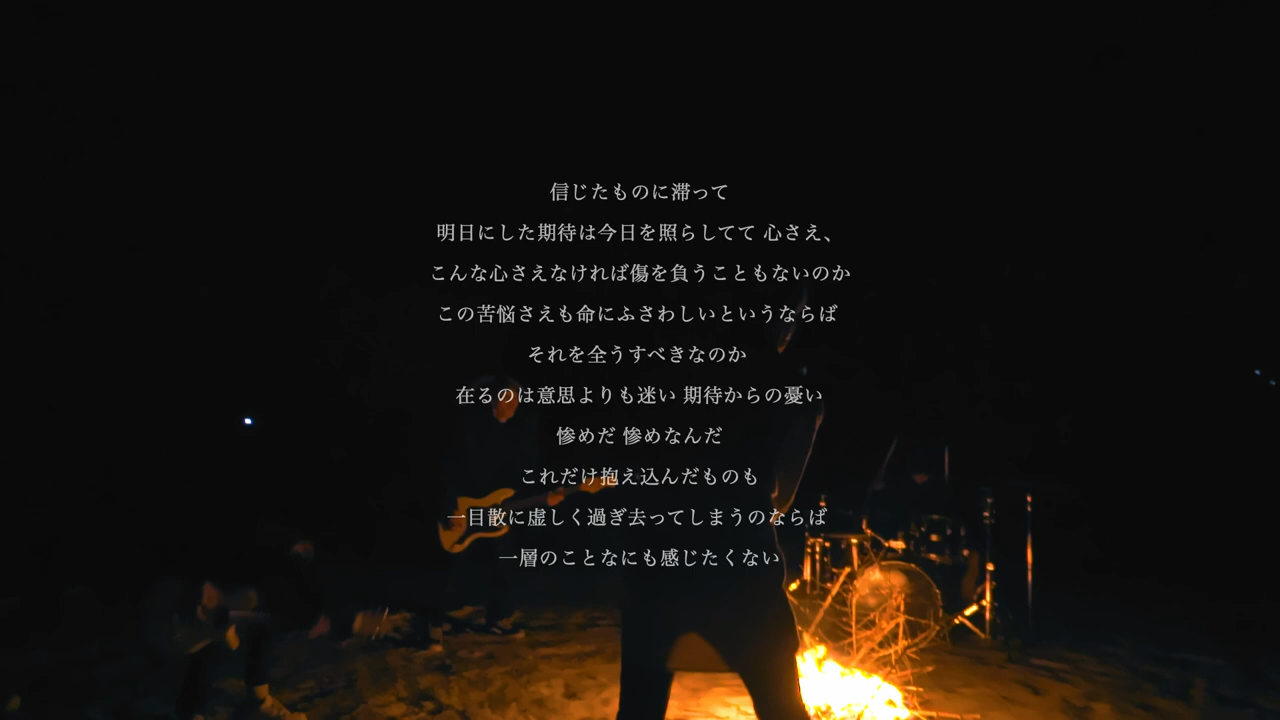 信じたものに滞って
明日にした期待は今日を照らしてて 心さえ、
こんな心さえなければ傷を負うこともないのか
この苦悩さえも命にふさわしいというならば
それを全うすべきなのか
在るのは意思よりも迷い 期待からの憂い
惨めだ 惨めなんだ
これだけ抱え込んだものも
一目散に虚しく過ぎ去ってしまうのならば
一層のことなにも感じたくない